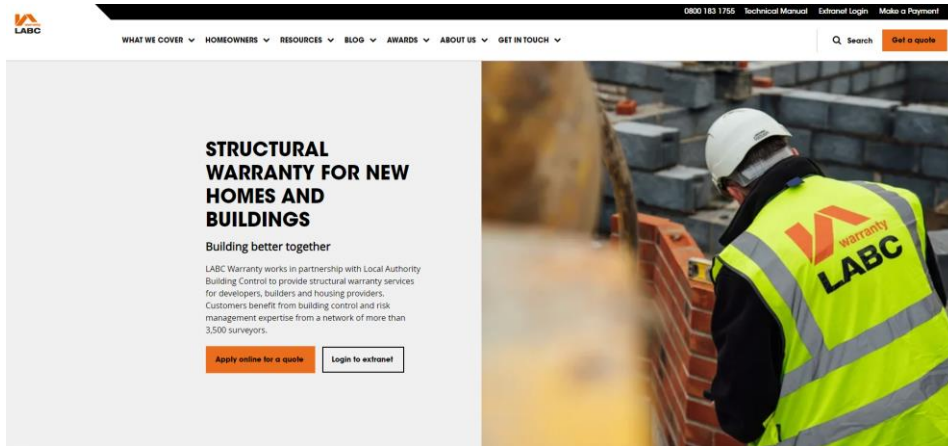 0800 183 1755 Technical Manual Extranet Login Make a Payment
warranty
LABC
WHAT WE COVER HOMEOWNERS RESOURCES BLOG AWARDS ABOUT US GET IN TOUCH
Search Get a quote
STRUCTURAL
WARRANTY FOR NEW
HOMES AND
BUILDINGS
Building better together
LABC Warranty works in partnership with Local Authority
Building Control to provide structural warranty services
for developers, builders and housing providers.
Customers benefit from building control and risk
management expertise from a network of more than
3,500 surveyors.
Apply online for a quote Login to extranet
warranty
LABC